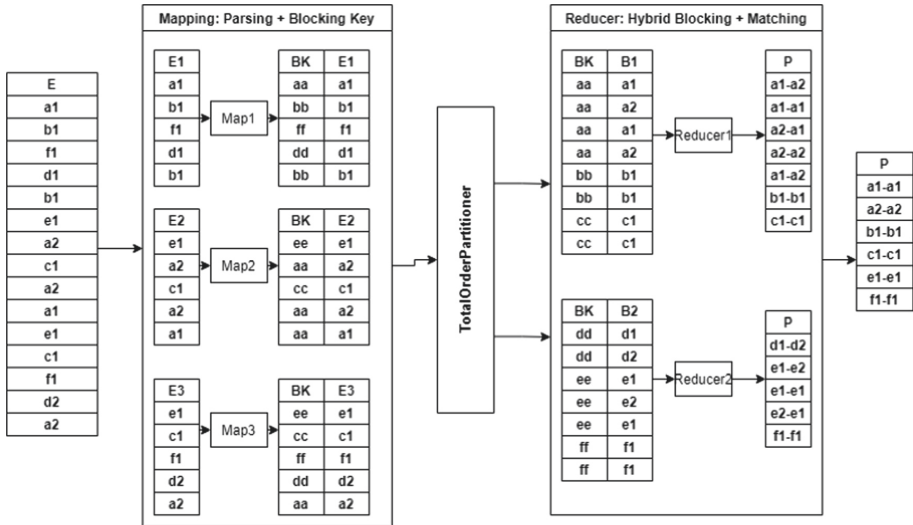 E
a1
b1
f1
d1
b1
e1
a2
c1
a2
a1
e1
c1
f1
d2
a2
Mapping: Parsing + Blocking Key
E1
a1
b1
f1
d1
b1
Map1
BK E1
aa a1
bb b1
ff f1
dd d1
bb b1
E2
e1
a2
c1
a2
a1
Map2
BK E2
ee e1
aa a2
cc c1
aa a2
aa a1
E3
e1
c1
f1
d2
a2
Map3
BK E3
ee e1
cc c1
ff f1
dd d2
aa a2
TotalOrderPartitioner
Reducer: Hybrid Blocking + Matching
BK B1
aa a1
aa a2
aa a1
aa a2
bb b1
bb b1
cc c1
cc c1
Reducer1
P
a1-a2
a1-a1
a2-a1
a2-a2
a1-a2
b1-b1
c1-c1
BK B2
dd d1
dd d2
ee e1
ee e2
ee e1
ff f1
ff f1
Reducer2
P
d1-d2
e1-e2
e1-e1
e2-e1
f1-f1
P
a1-a1
a2-a2
b1-b1
c1-c1
e1-e1
f1-f1